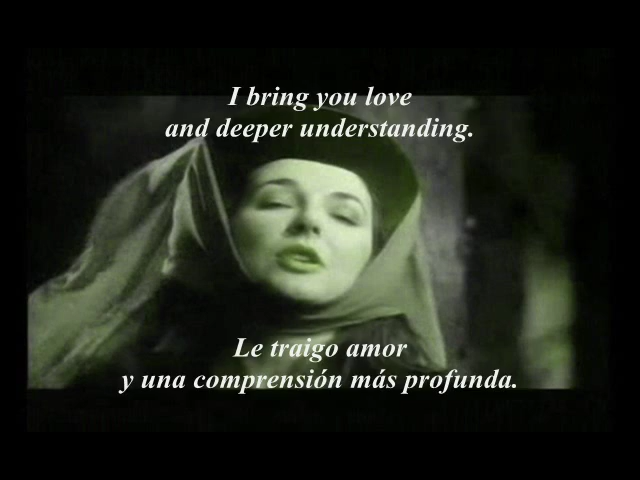 I bring you love
and deeper understanding.
Le traigo amor
y una comprensión más profunda.